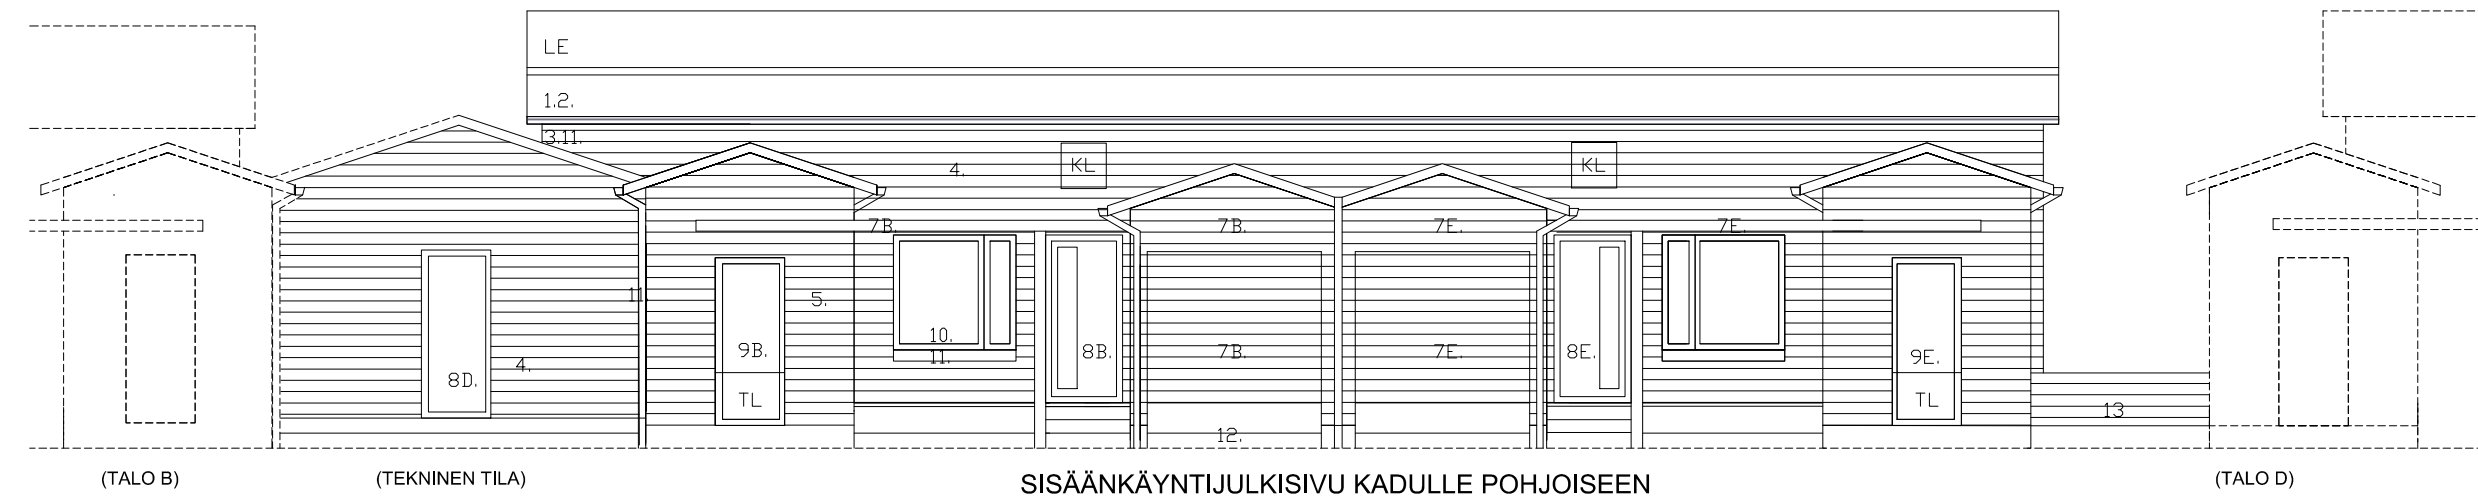 LE
1.2.
3.11.
4.
KL
KL
7B.
7B.
7E.
7E.
11.
5.
10.
11.
9B.
8B.
7B.
7E.
8E.
9E.
8D.
4.
TL
TL
13
12.
(TALO B)
(TEKNINEN TILA)
SISÄÄNKÄYNTIJULKISIVU KADULLE POHJOISEEN
(TALO D)